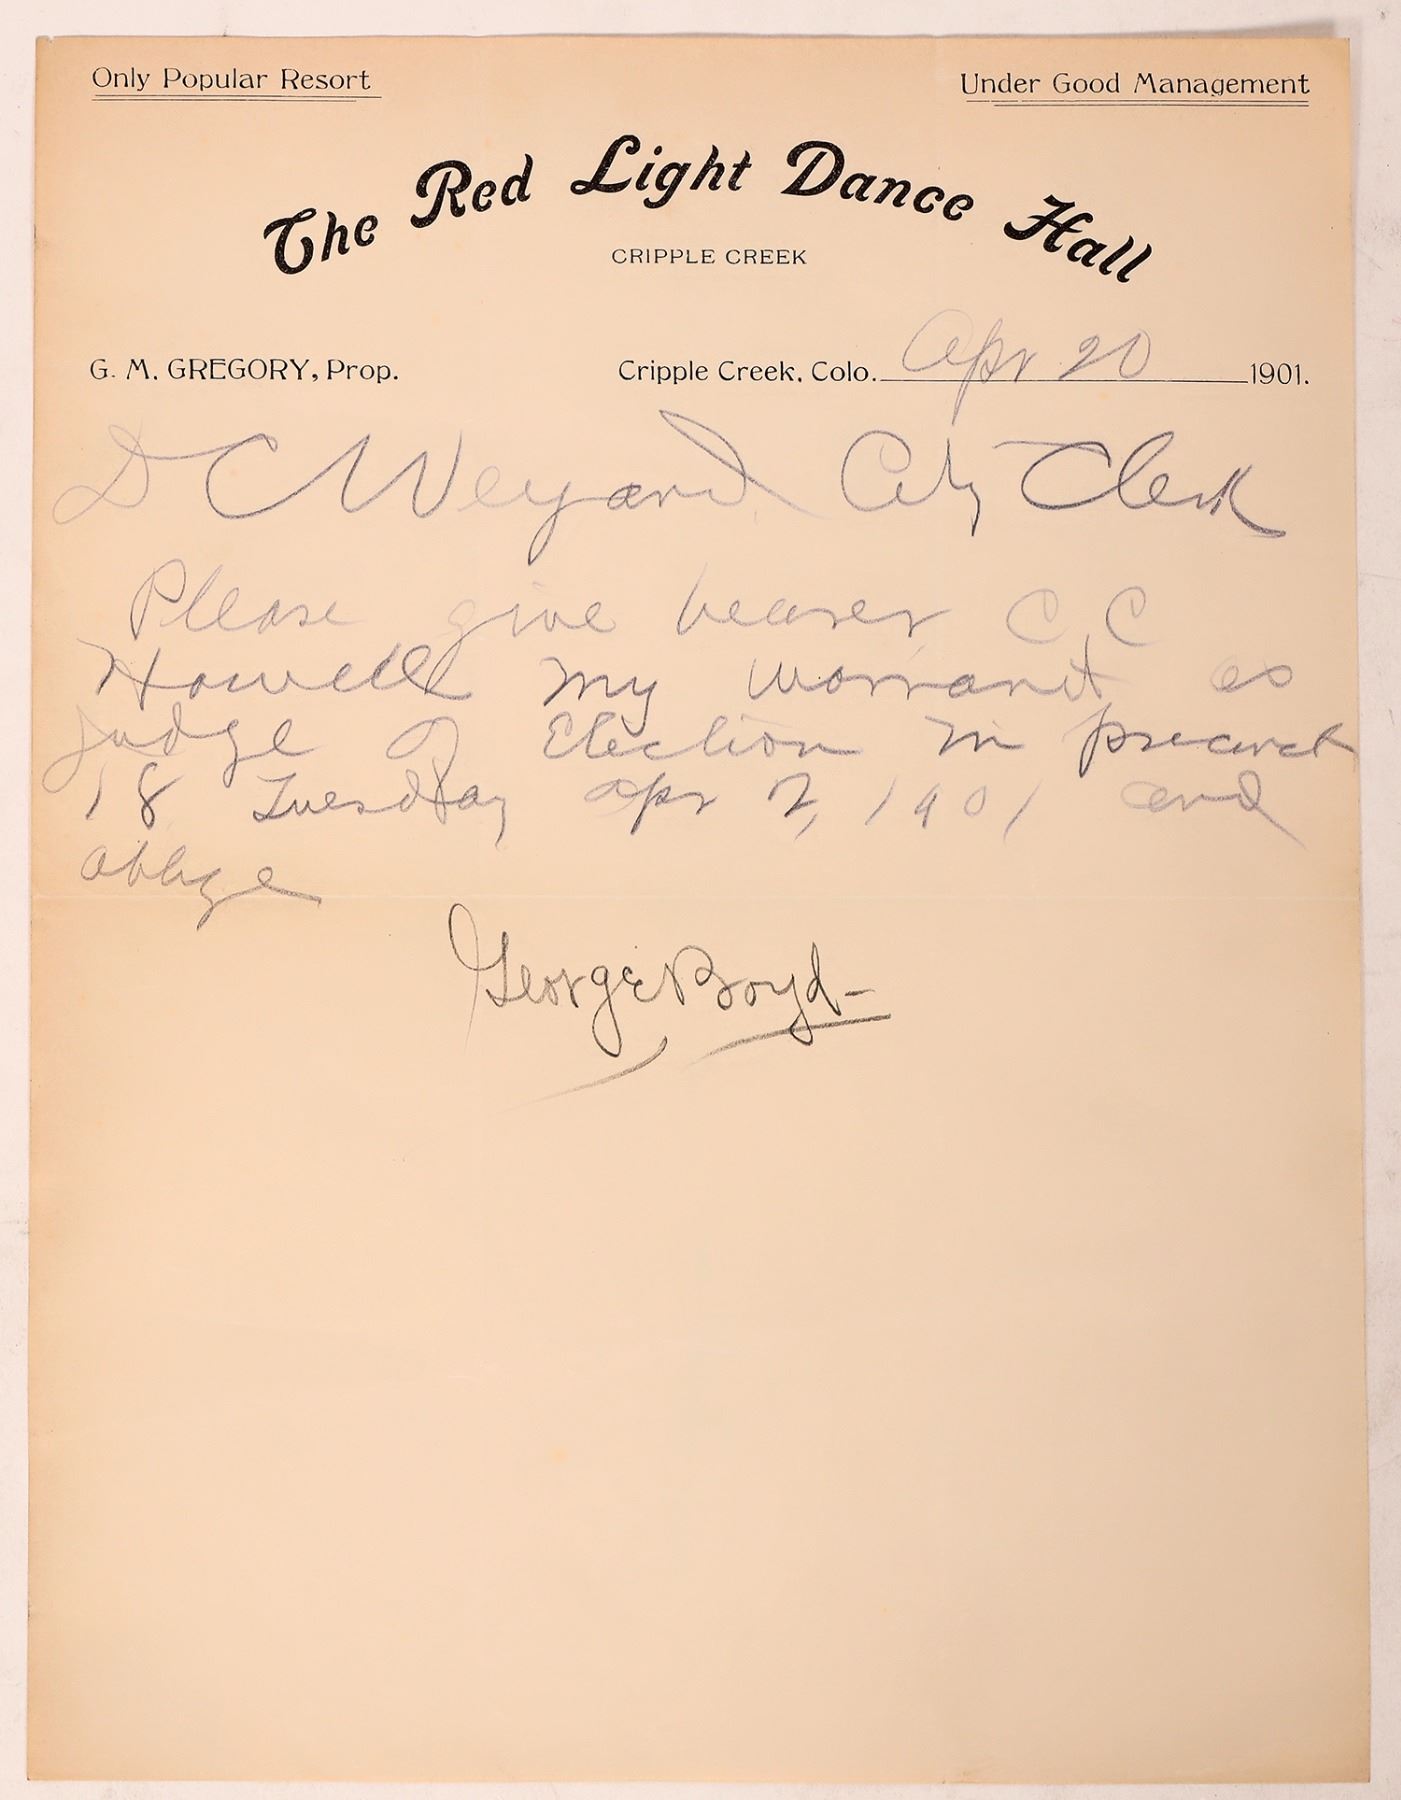 Only Popular Resort
Under Good Management
The Red Light Dance Hall
CRIPPLE CREEK
G. M. GREGORY, Prop.
Cripple Creek, Colo. Apr 20 1901.
D C Weyand City Clerk
Please give bearer C C
Howell my warrant as
judge of Election in precinct
18 Tuesday Apr 2, 1901 and
oblige
George Boyd-